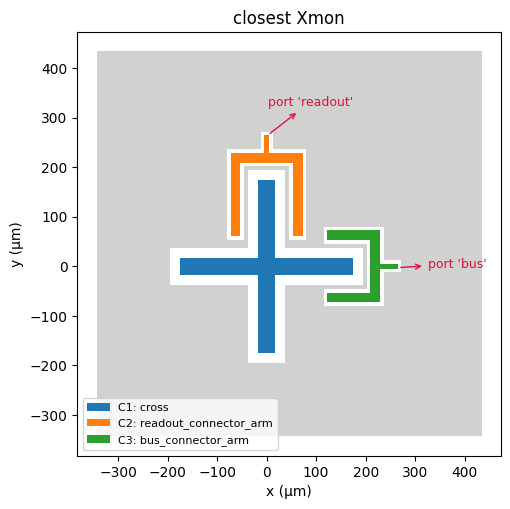 closest Xmon
400
300
200
100
0
−100
−200
−300
y (μm)
port 'readout'
port 'bus'
C1: cross
C2: readout_connector_arm
C3: bus_connector_arm
−300 −200 −100 0 100 200 300 400
x (μm)